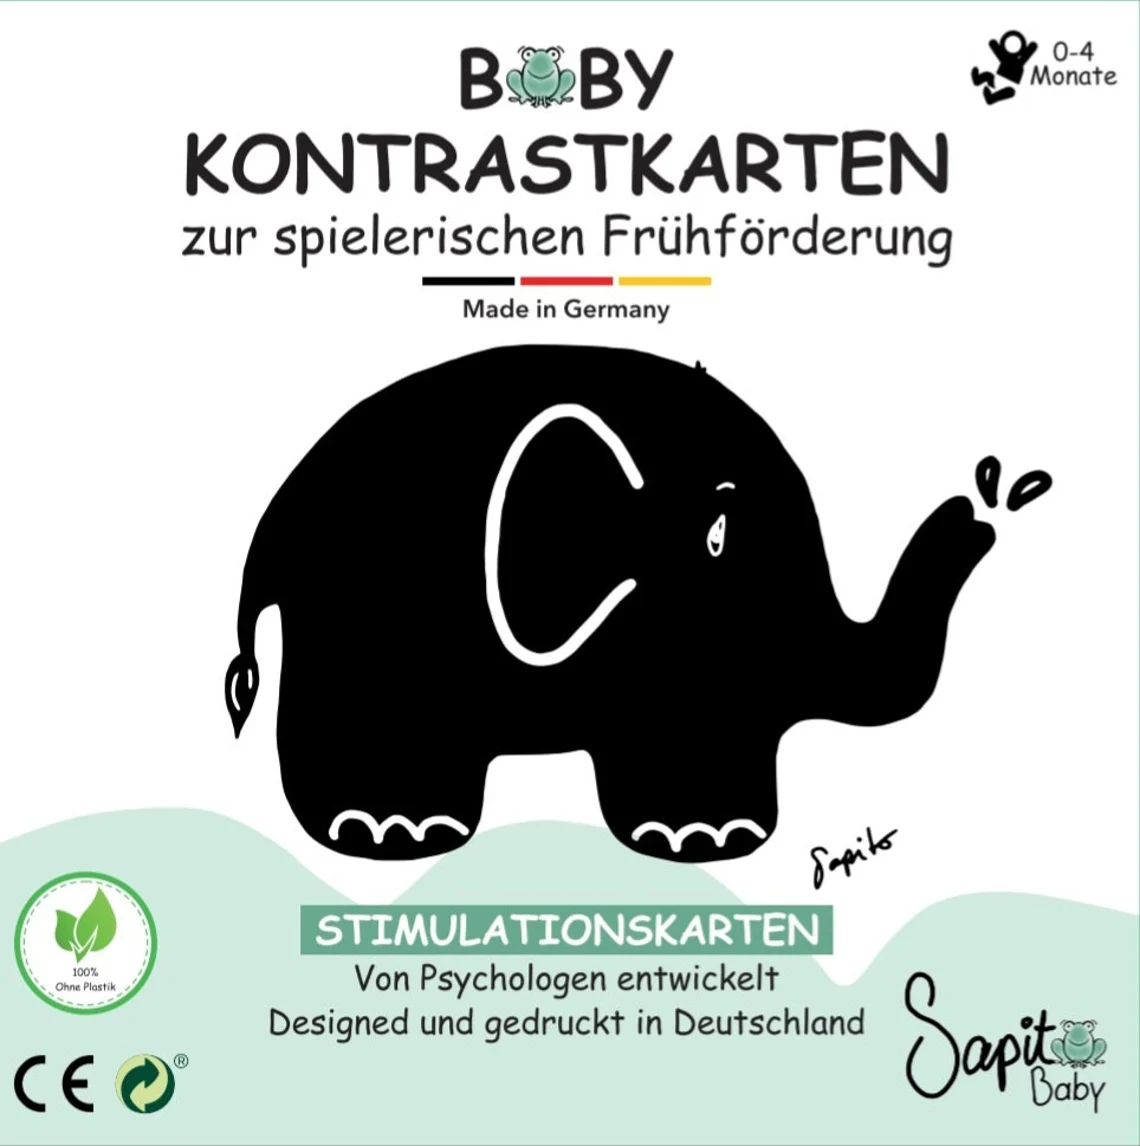 BABY
0-4
Monate
KONTRASTKARTEN
zur spielerischen Frühförderung
Made in Germany
Sapito
STIMULATIONSKARTEN
Von Psychologen entwickelt
Designed und gedruckt in Deutschland
100%
Ohne Plastik
CE
®
Sapito
Baby